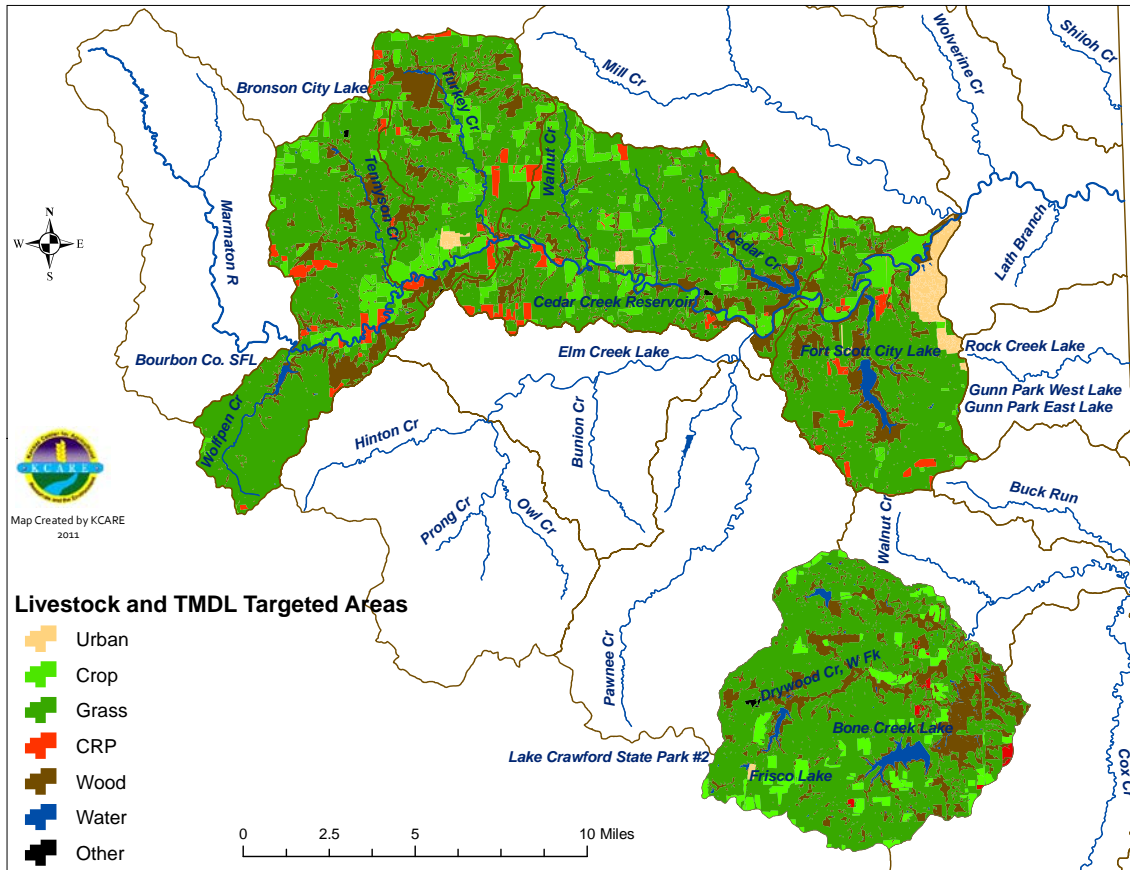 Wolverine Cr
Shiloh Cr
Mill Cr
Bronson City Lake
Turkey Cr
Walnut Cr
Tennyson Cr
Marmaton R
Lath Branch
N
W
E
S
Cedar Cr
Cedar Creek Reservoir
Bourbon Co. SFL
Elm Creek Lake
Fort Scott City Lake
Rock Creek Lake
Gunn Park West Lake
Gunn Park East Lake
Wolfpen Cr
Hinton Cr
Bunion Cr
Prong Cr
Owl Cr
Walnut Cr
Buck Run
KCARE
Map Created by KCARE
2011
Pawnee Cr
Drywood Cr, W Fk
Bone Creek Lake
Lake Crawford State Park #2
Frisco Lake
Cox Cr
Livestock and TMDL Targeted Areas
Urban
Crop
Grass
CRP
Wood
Water
Other
0 2.5 5 10 Miles